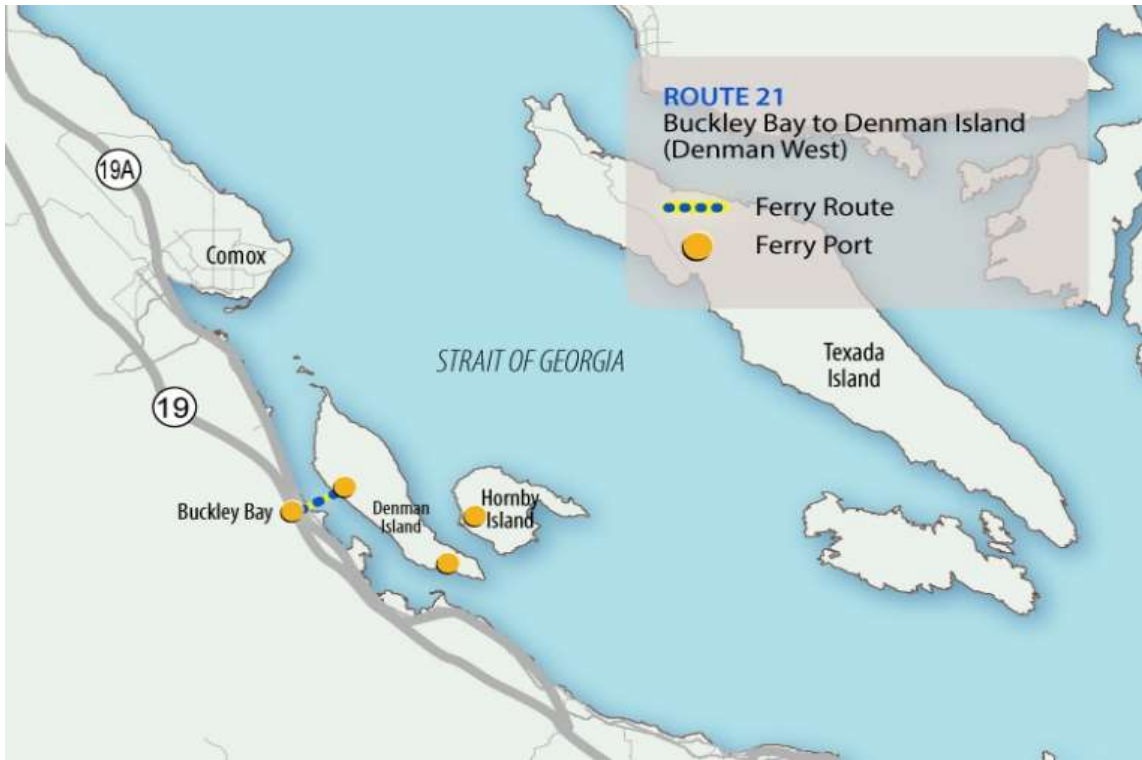 ROUTE 21
Buckley Bay to Denman Island
(Denman West)
Ferry Route
Ferry Port
19A
Comox
STRAIT OF GEORGIA
Texada
Island
19
Buckley Bay
Denman
Island
Hornby
Island